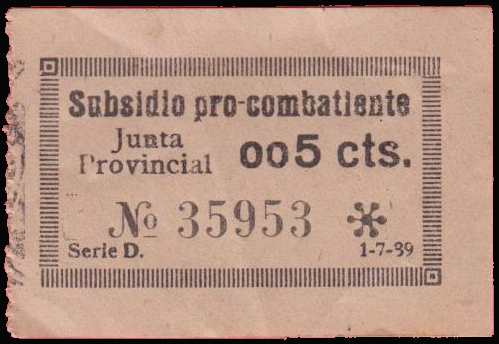 Subsidio pro-combatiente
Junta
Provincial
005 cts.
No 35953 *
Serie D.
1-7-39